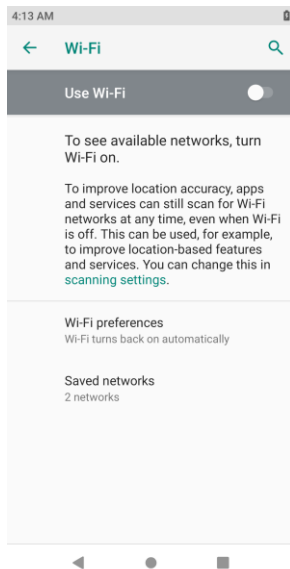 4:13 AM
Wi-Fi
Use Wi-Fi
To see available networks, turn
Wi-Fi on.
To improve location accuracy, apps
and services can still scan for Wi-Fi
networks at any time, even when Wi-Fi
is off. This can be used, for example,
to improve location-based features
and services. You can change this in
scanning settings.
Wi-Fi preferences
Wi-Fi turns back on automatically
Saved networks
2 networks